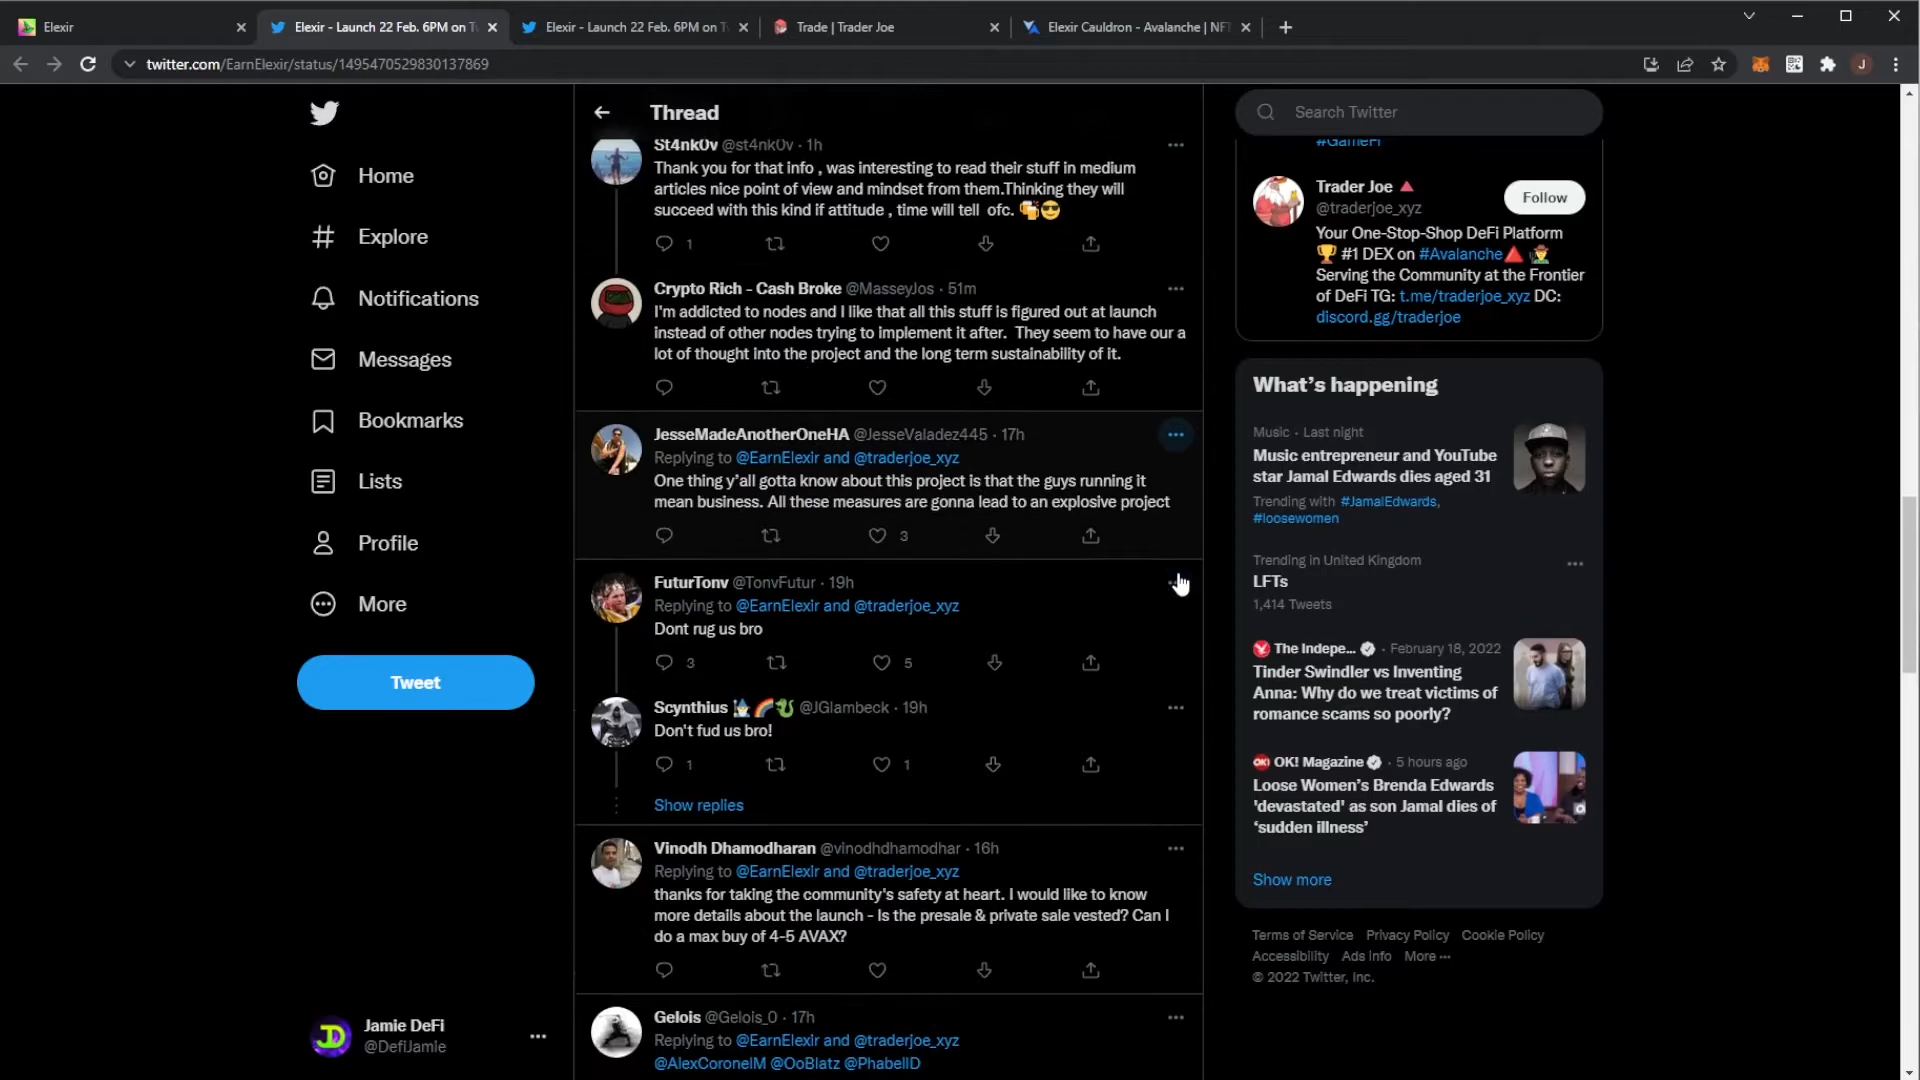 Elexir
Elexir - Launch 22 Feb. 6PM on T
Elexir - Launch 22 Feb. 6PM on T
Trade | Trader Joe
Elexir Cauldron - Avalanche | NFT
twitter.com/EarnElexir/status/1495470529830137869
J
Home
Explore
Notifications
Messages
Bookmarks
Lists
Profile
More
Tweet
Jamie DeFi
@DefiJamie
Thread
St4nk0v @st4nk0v · 1h
Thank you for that info , was interesting to read their stuff in medium
articles nice point of view and mindset from them.Thinking they will
succeed with this kind if attitude , time will tell ofc.
1
Crypto Rich - Cash Broke @MasseyJos · 51m
I'm addicted to nodes and I like that all this stuff is figured out at launch
instead of other nodes trying to implement it after. They seem to have our a
lot of thought into the project and the long term sustainability of it.
JesseMadeAnotherOneHA @JesseValadez445 · 17h
Replying to @EarnElexir and @traderjoe_xyz
One thing y'all gotta know about this project is that the guys running it
mean business. All these measures are gonna lead to an explosive project
3
FuturTonv @TonvFutur · 19h
Replying to @EarnElexir and @traderjoe_xyz
Dont rug us bro
3 5
Scynthius @JGlambeck · 19h
Don't fud us bro!
1 1
Show replies
Vinodh Dhamodharan @vinodhdhamodhar · 16h
Replying to @EarnElexir and @traderjoe_xyz
thanks for taking the community's safety at heart. I would like to know
more details about the launch - Is the presale & private sale vested? Can I
do a max buy of 4-5 AVAX?
Gelois @Gelois_0 · 17h
Replying to @EarnElexir and @traderjoe_xyz
@AlexCoronelM @OoBlatz @PhabellD
Search Twitter
#GameFi
Trader Joe
@traderjoe_xyz
Follow
Your One-Stop-Shop DeFi Platform
#1 DEX on #Avalanche
Serving the Community at the Frontier
of DeFi TG: t.me/traderjoe_xyz DC:
discord.gg/traderjoe
What's happening
Music · Last night
Music entrepreneur and YouTube
star Jamal Edwards dies aged 31
Trending with #JamalEdwards,
#loosewomen
Trending in United Kingdom
LFTs
1,414 Tweets
The Indepe... · February 18, 2022
Tinder Swindler vs Inventing
Anna: Why do we treat victims of
romance scams so poorly?
OK! Magazine · 5 hours ago
Loose Women's Brenda Edwards
'devastated' as son Jamal dies of
'sudden illness'
Show more
Terms of Service Privacy Policy Cookie Policy
Accessibility Ads info More ···
© 2022 Twitter, Inc.